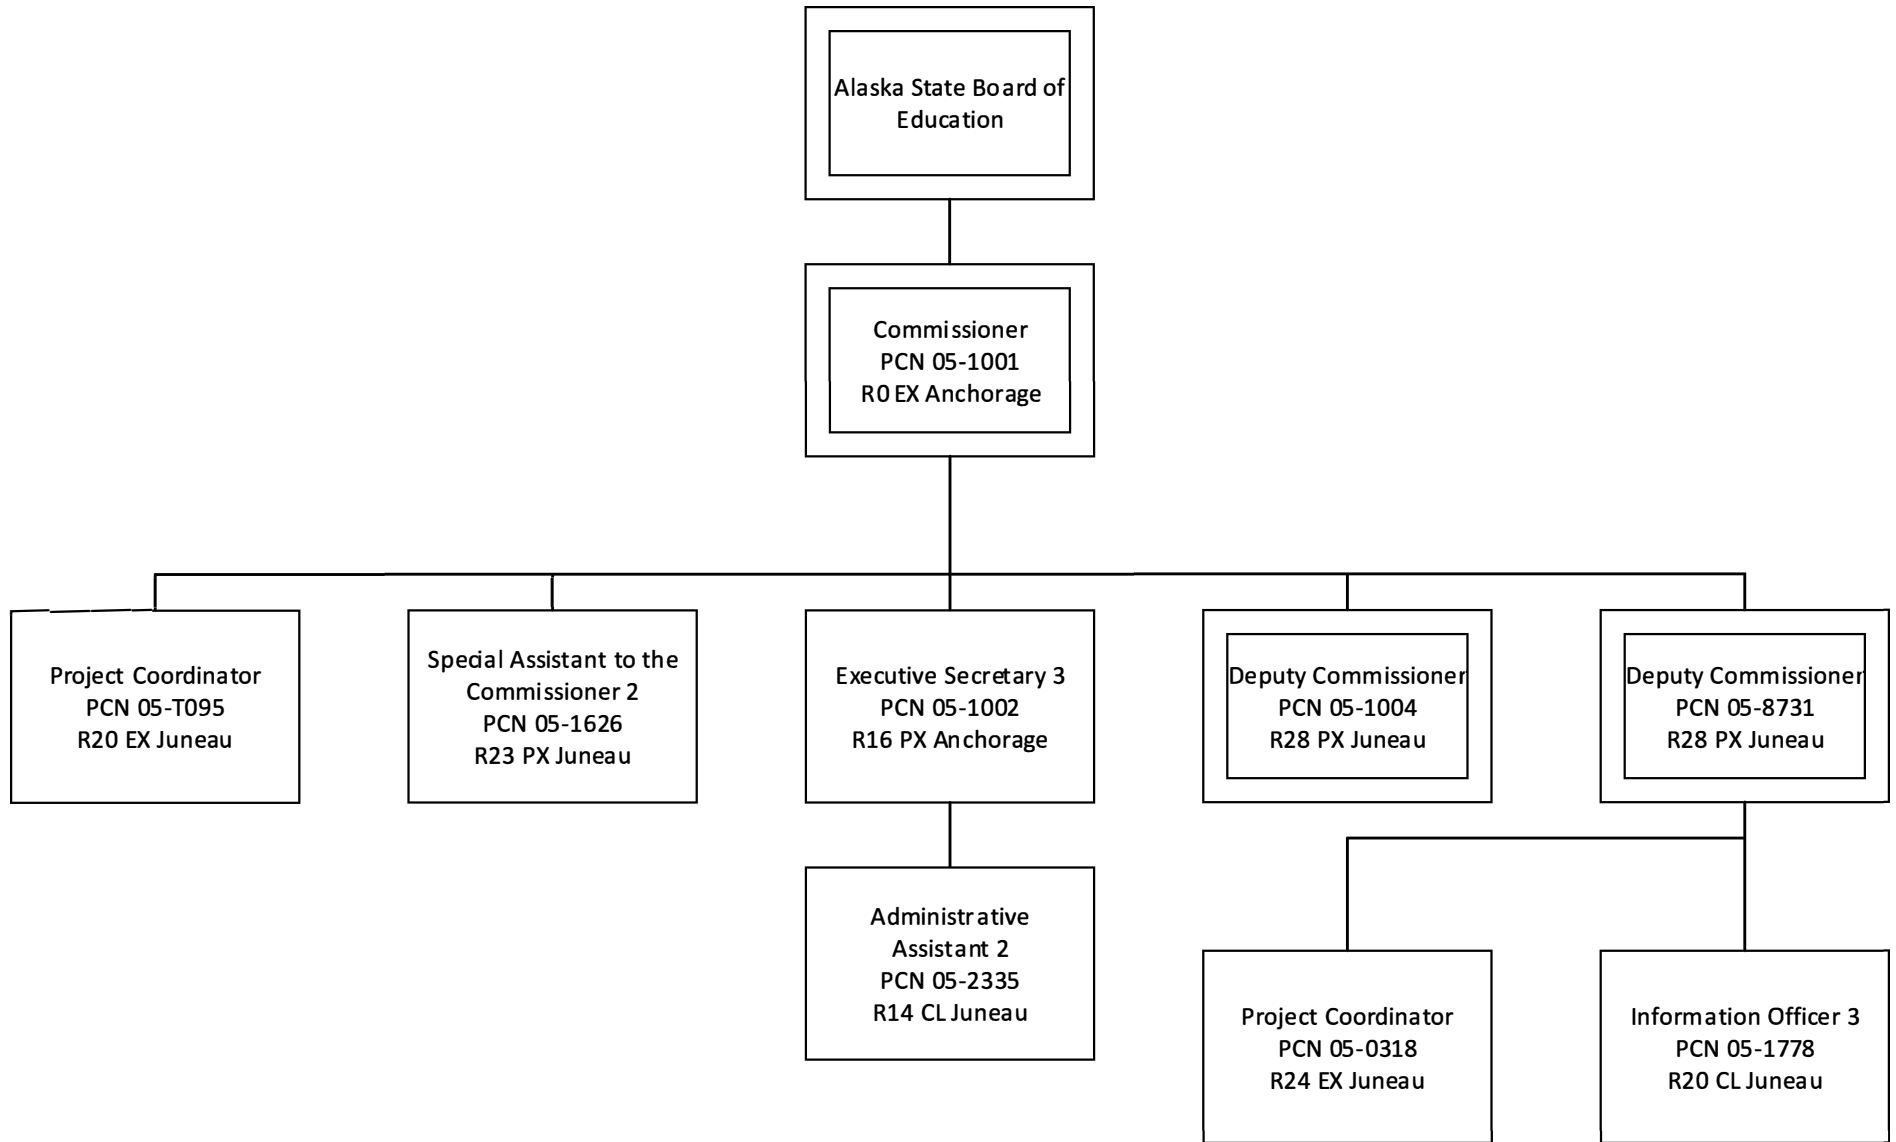 Alaska State Board of
Education
Commissioner
PCN 05-1001
R0 EX Anchorage
Project Coordinator
PCN 05-T095
R20 EX Juneau
Special Assistant to the
Commissioner 2
PCN 05-1626
R23 PX Juneau
Executive Secretary 3
PCN 05-1002
R16 PX Anchorage
Deputy Commissioner
PCN 05-1004
R28 PX Juneau
Deputy Commissioner
PCN 05-8731
R28 PX Juneau
Administrative
Assistant 2
PCN 05-2335
R14 CL Juneau
Project Coordinator
PCN 05-0318
R24 EX Juneau
Information Officer 3
PCN 05-1778
R20 CL Juneau